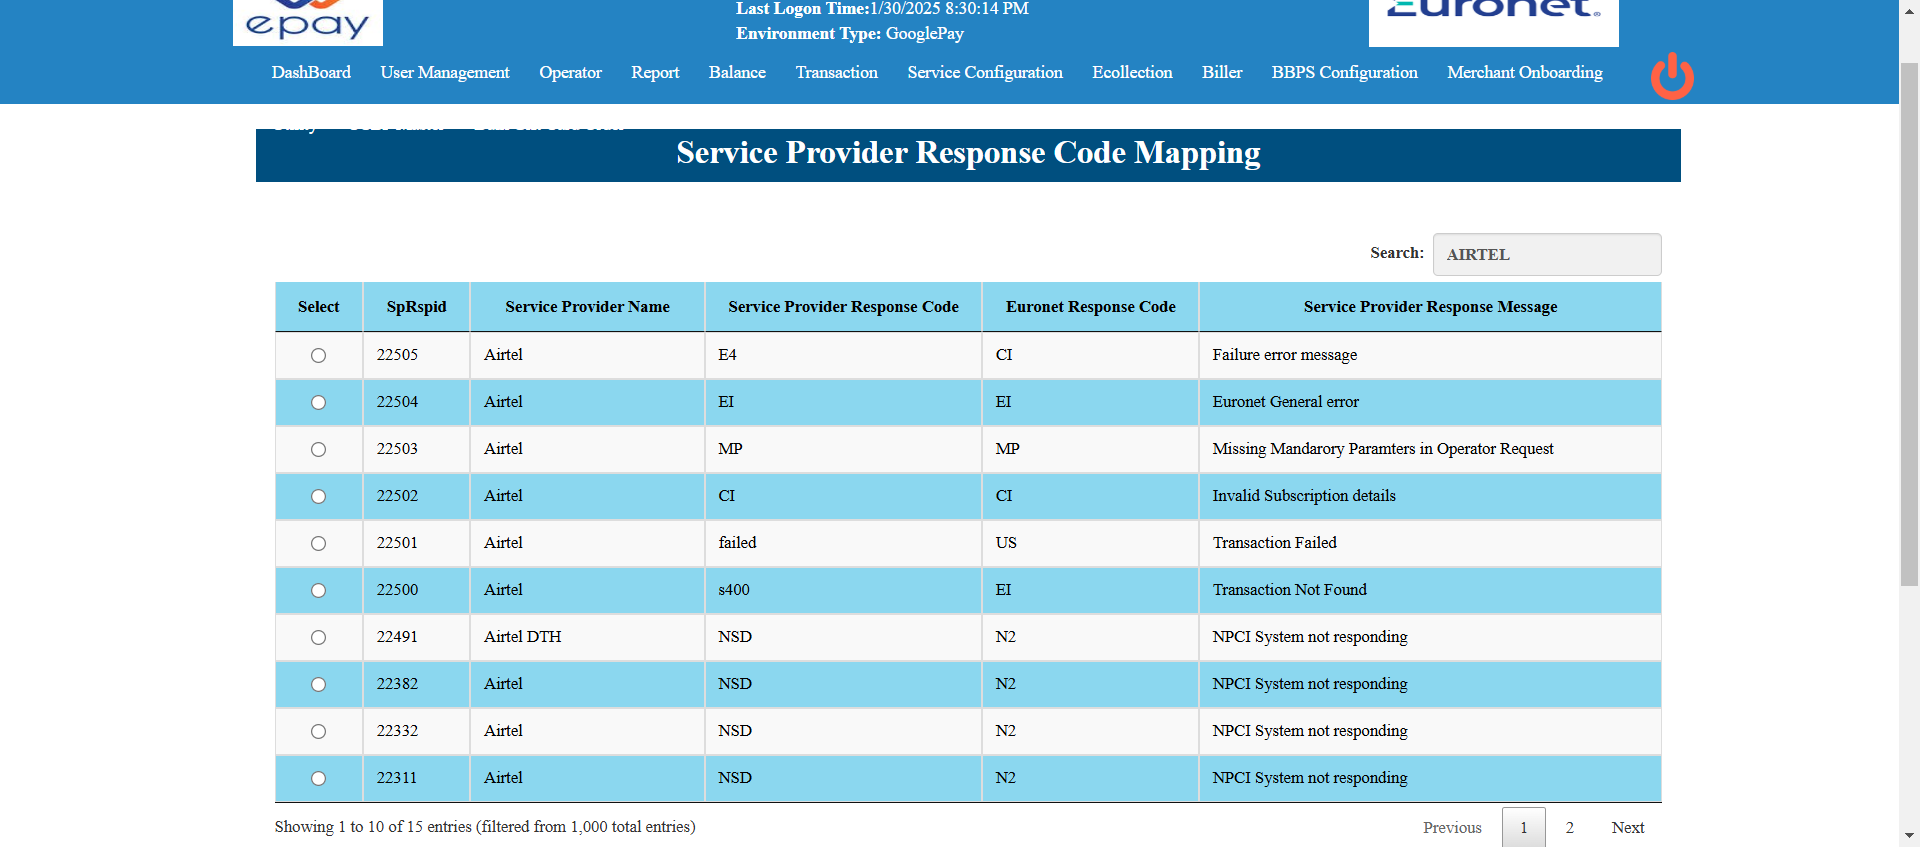 epay
Last Logon Time:1/30/2025 8:30:14 PM
Euronet
Environment Type: GooglePay
DashBoard User Management Operator Report Balance Transaction Service Configuration Ecollection Biller BBPS Configuration Merchant Onboarding
Service Provider Response Code Mapping
Search: AIRTEL
Select SpRspid Service Provider Name Service Provider Response Code Euronet Response Code Service Provider Response Message
22505 Airtel E4 CI Failure error message
22504 Airtel EI EI Euronet General error
22503 Airtel MP MP Missing Mandarory Paramters in Operator Request
22502 Airtel CI CI Invalid Subscription details
22501 Airtel failed US Transaction Failed
22500 Airtel s400 EI Transaction Not Found
22491 Airtel DTH NSD N2 NPCI System not responding
22382 Airtel NSD N2 NPCI System not responding
22332 Airtel NSD N2 NPCI System not responding
22311 Airtel NSD N2 NPCI System not responding
Showing 1 to 10 of 15 entries (filtered from 1,000 total entries)
Previous 1 2 Next